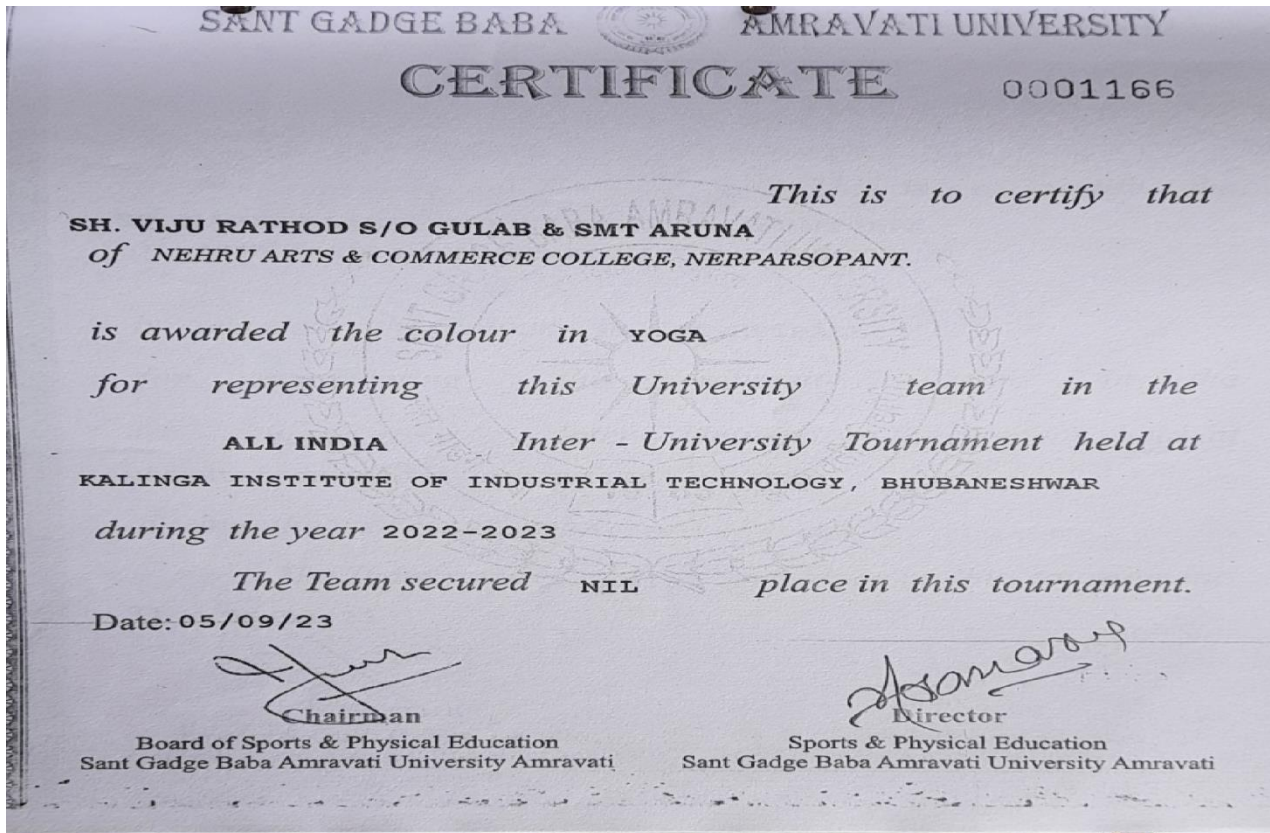 SANT GADGE BABA AMRAVATI UNIVERSITY
CERTIFICATE 0001166
This is to certify that
SH. VIJU RATHOD S/O GULAB & SMT ARUNA
of NEHRU ARTS & COMMERCE COLLEGE, NERPARSOPANT.
is awarded the colour in YOGA
for representing this University team in the
ALL INDIA Inter - University Tournament held at
KALINGA INSTITUTE OF INDUSTRIAL TECHNOLOGY, BHUBANESHWAR
during the year 2022-2023
The Team secured NIL place in this tournament.
Date: 05/09/23
Chairman Director
Board of Sports & Physical Education Sports & Physical Education
Sant Gadge Baba Amravati University Amravati Sant Gadge Baba Amravati University Amravati